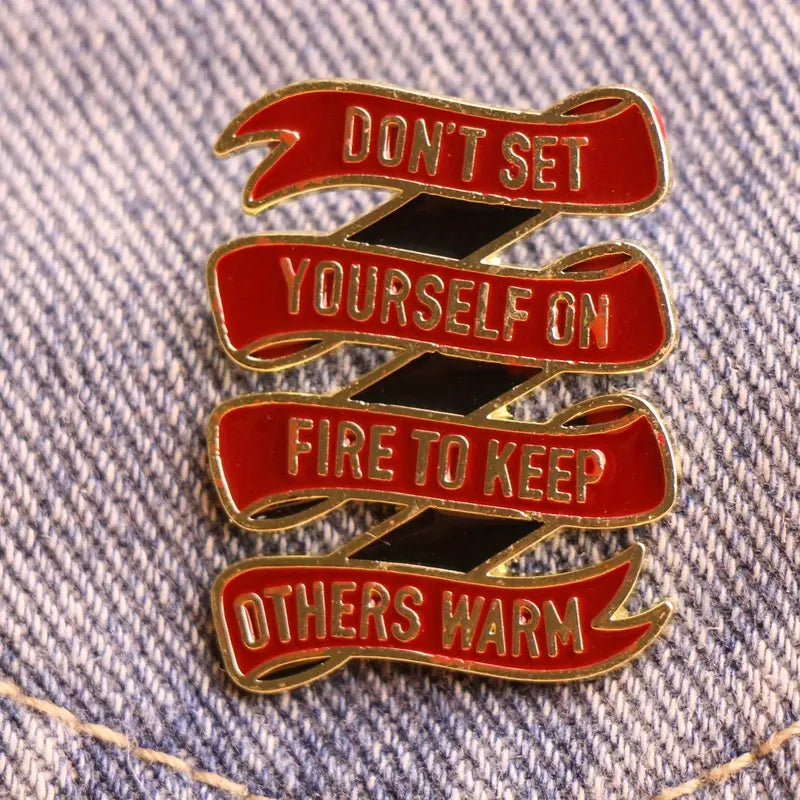 DON'T SET
YOURSELF ON
FIRE TO KEEP
OTHERS WARM